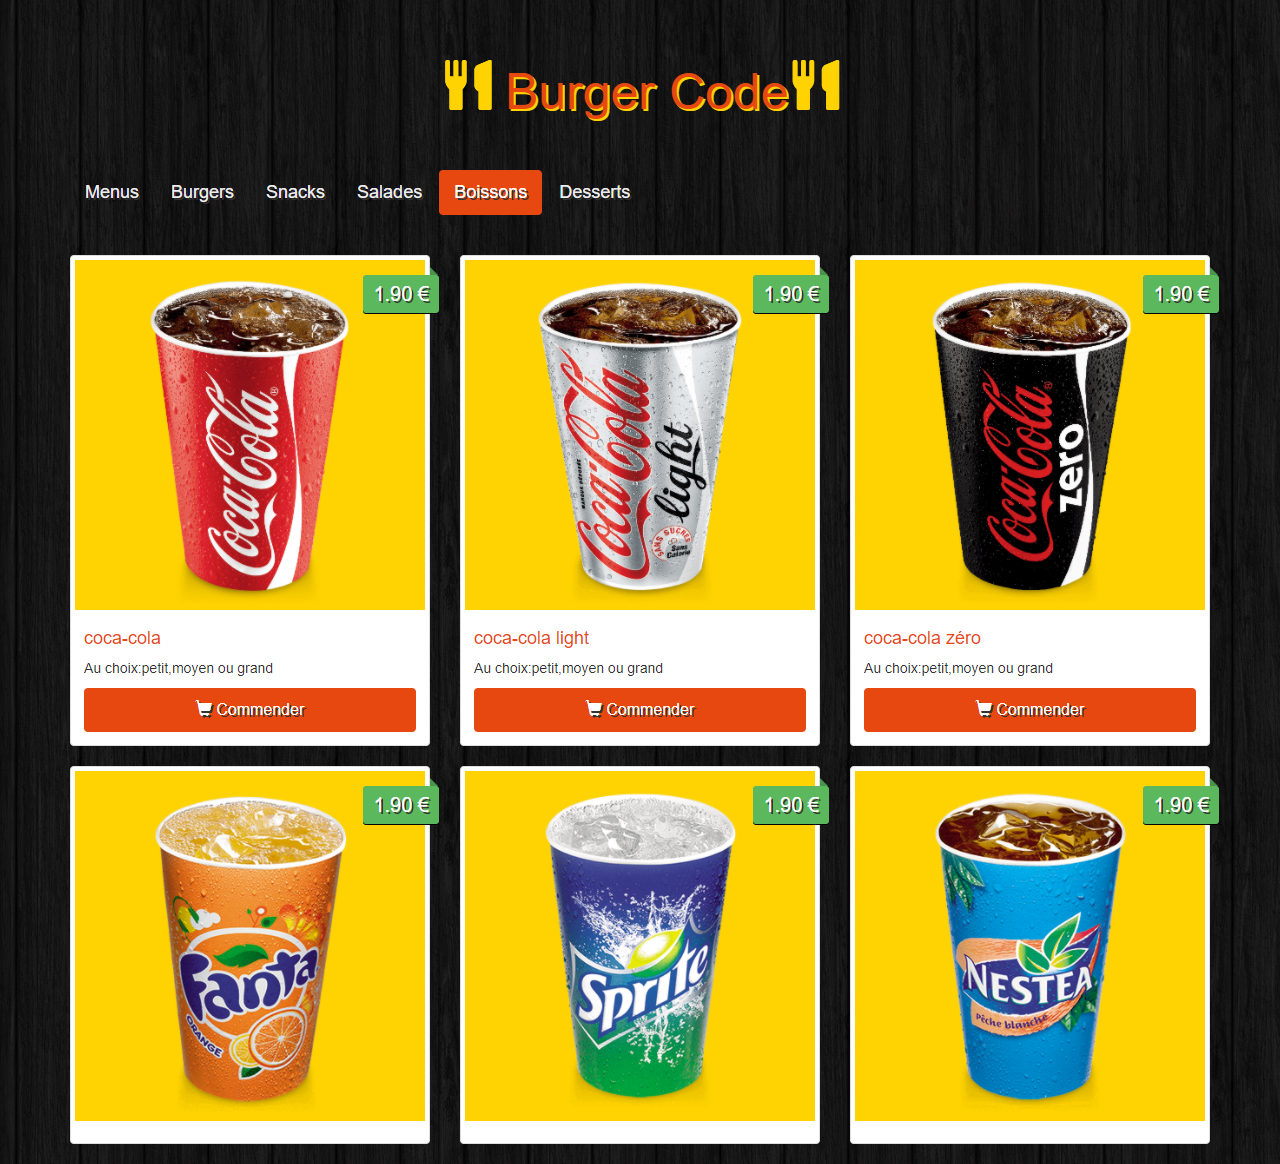 Burger Code
Menus Burgers Snacks Salades Boissons Desserts
1.90 € 1.90 € 1.90 €
Coca-Cola ®
Coca-Cola light
SANS SUCRES
Coca-Cola zero
coca-cola coca-cola light coca-cola zéro
Au choix:petit,moyen ou grand Au choix:petit,moyen ou grand Au choix:petit,moyen ou grand
Commender Commender Commender
1.90 € 1.90 € 1.90 €
Fanta
ORANGE
Sprite
NESTEA
Pêche blanche